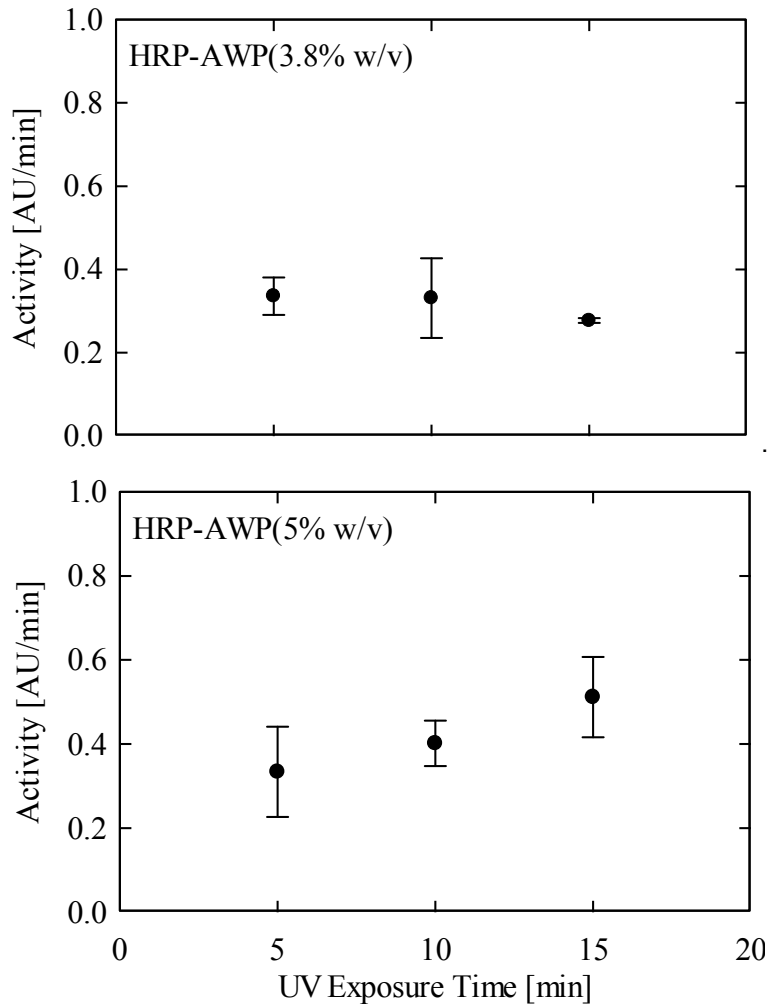 1.0
HRP-AWP(3.8% w/v)
0.8
0.6
0.4
0.2
0.0
Activity [AU/min]
.
1.0
HRP-AWP(5% w/v)
0.8
0.6
0.4
0.2
0.0
Activity [AU/min]
0 5 10 15 20
UV Exposure Time [min]